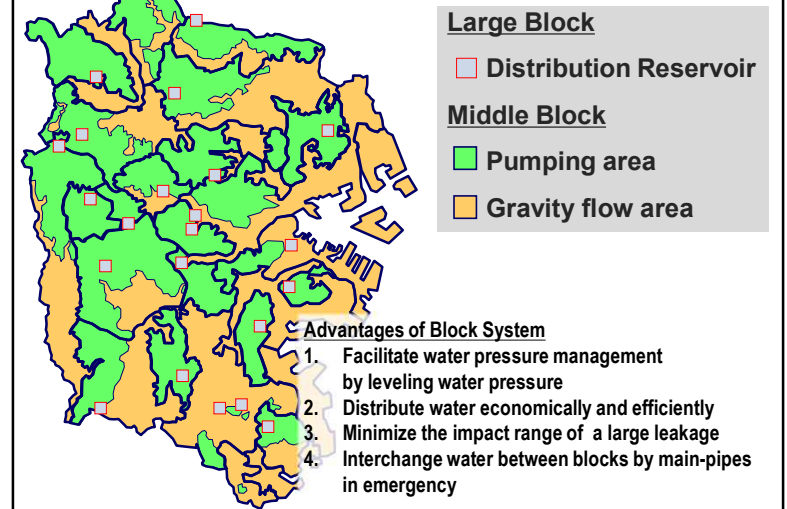 Large Block
Distribution Reservoir
Middle Block
Pumping area
Gravity flow area
Advantages of Block System
1. Facilitate water pressure management
by leveling water pressure
2. Distribute water economically and efficiently
3. Minimize the impact range of a large leakage
4. Interchange water between blocks by main-pipes
in emergency